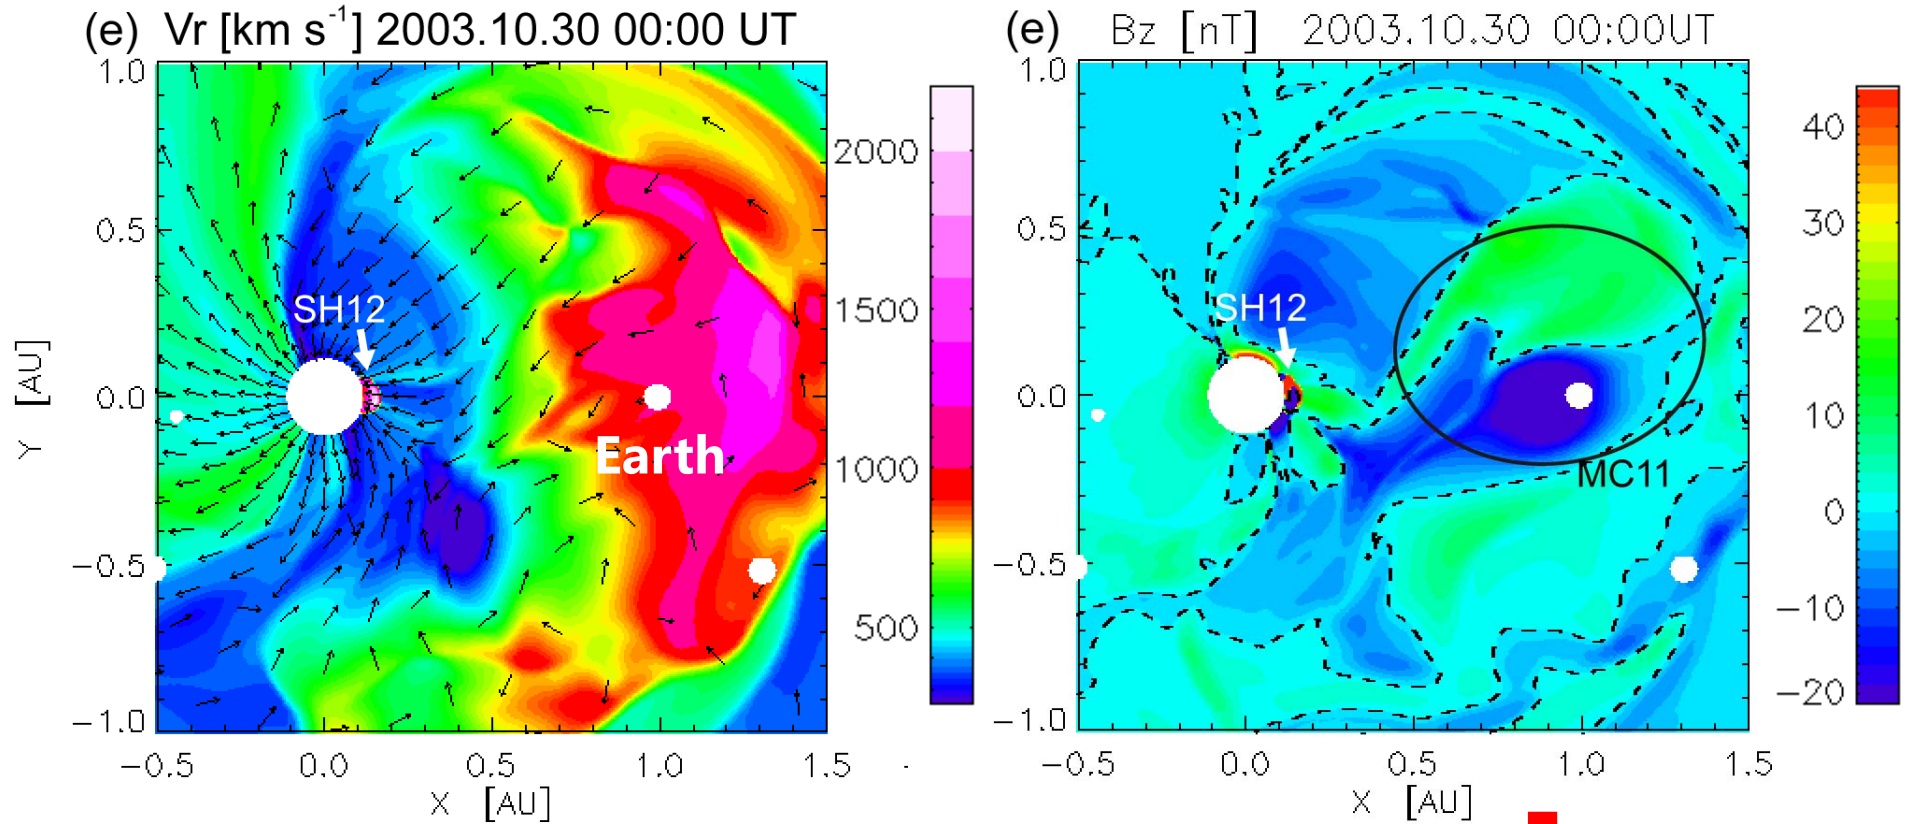 (e) Vr [km s-1] 2003.10.30 00:00 UT
1.0
0.5
0.0
−0.5
−1.0
Y [AU]
SH12
Earth
−0.5 0.0 0.5 1.0 1.5
X [AU]
2000
1500
1000
500
(e) Bz [nT] 2003.10.30 00:00UT
1.0
0.5
0.0
−0.5
−1.0
SH12
MC11
−0.5 0.0 0.5 1.0 1.5
X [AU]
40
30
20
10
0
−10
−20